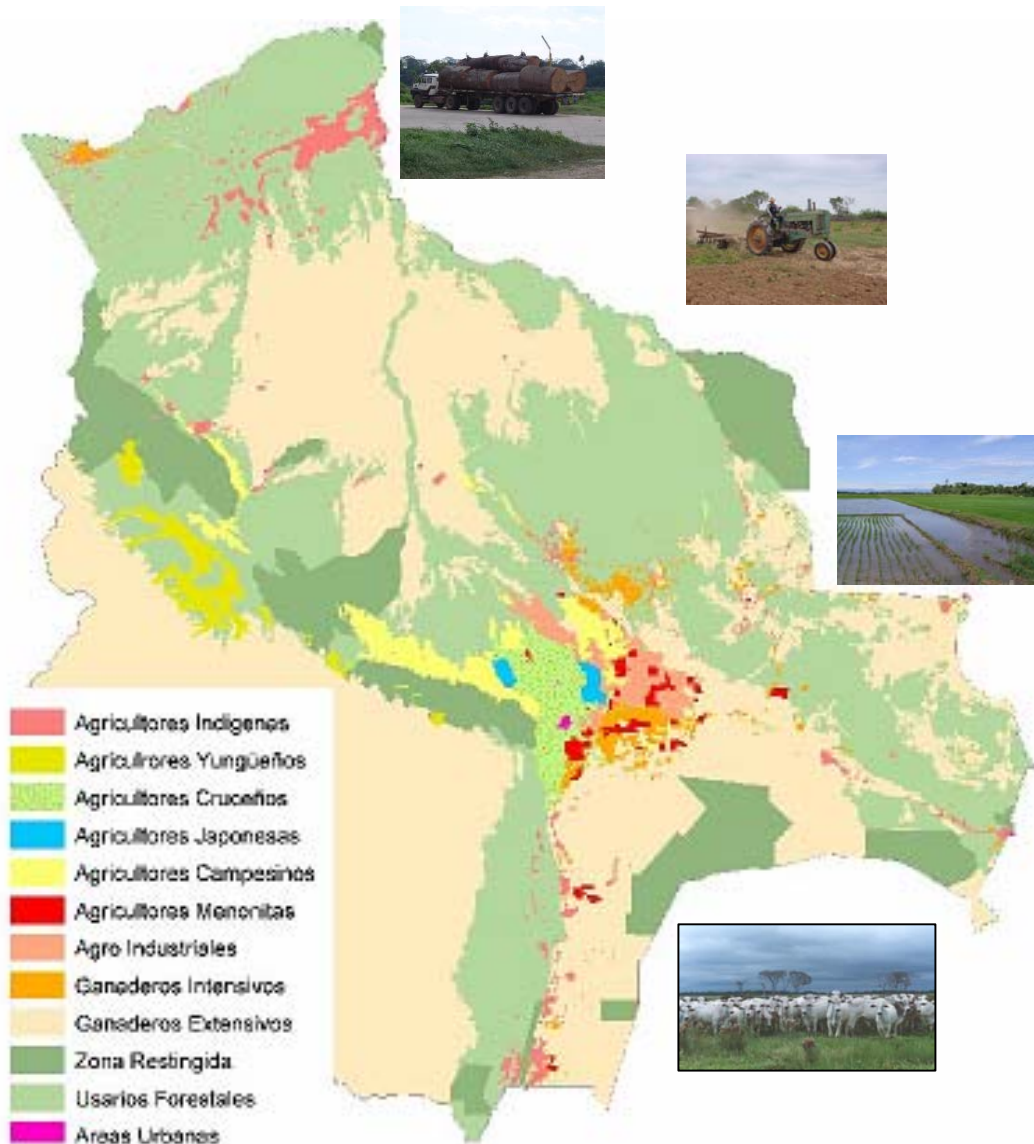 Agricultores Indigenas
Agricutrores Yungüeños
Agricultores Cruceños
Agricultores Japonesas
Agricultores Campesinos
Agricultores Menonitas
Agro Industriales
Ganaderos Intensivos
Ganaderos Extensivos
Zona Restingida
Usarios Forestales
Areas Urbanas